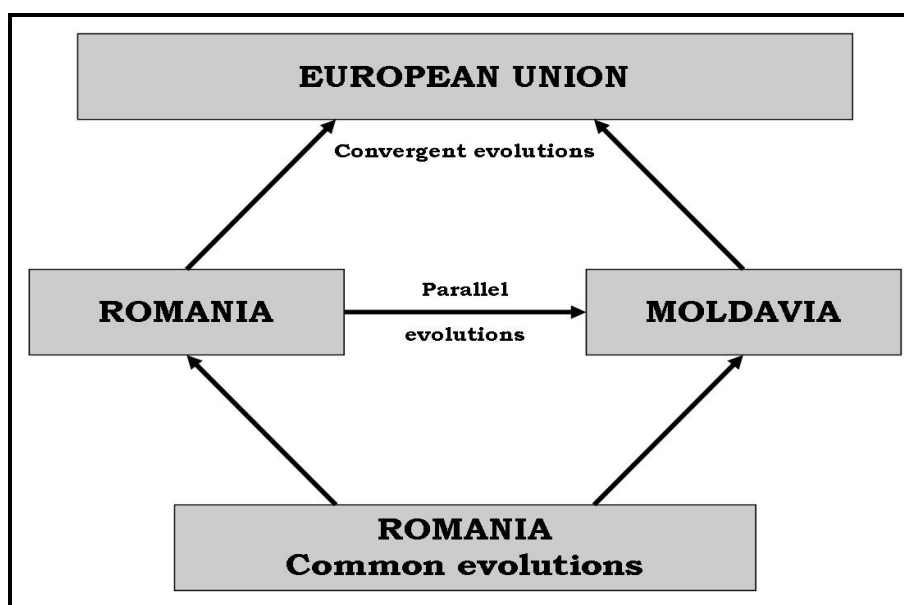 EUROPEAN UNION
Convergent evolutions
ROMANIA
Parallel
evolutions
MOLDAVIA
ROMANIA
Common evolutions